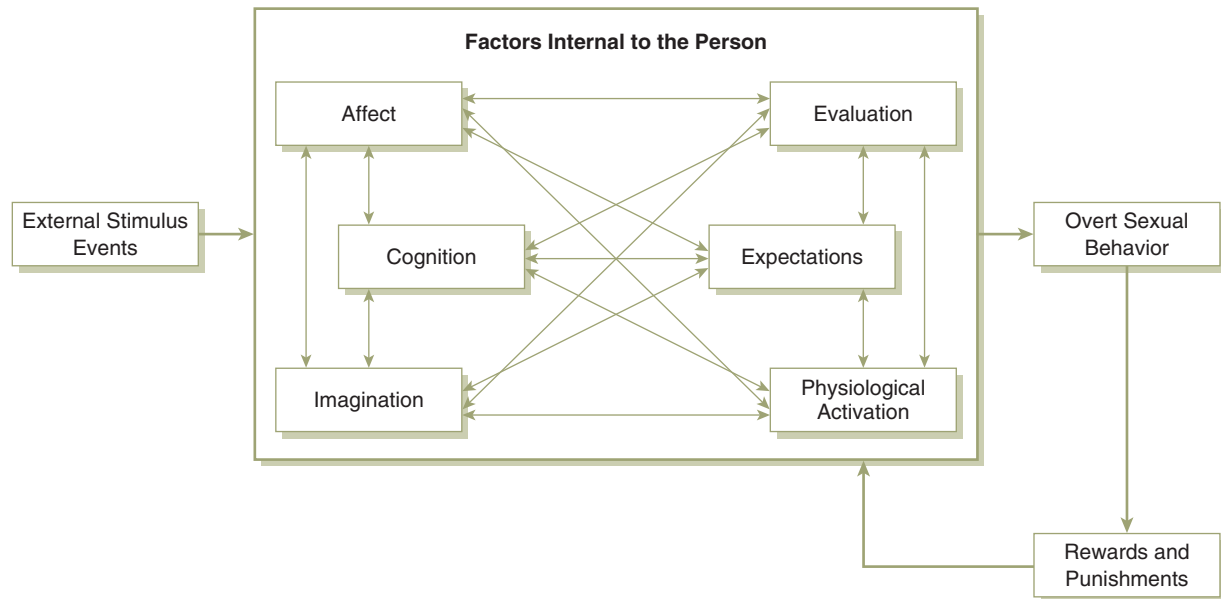 Factors Internal to the Person
Affect
Evaluation
External Stimulus
Events
Cognition
Expectations
Overt Sexual
Behavior
Imagination
Physiological
Activation
Rewards and
Punishments